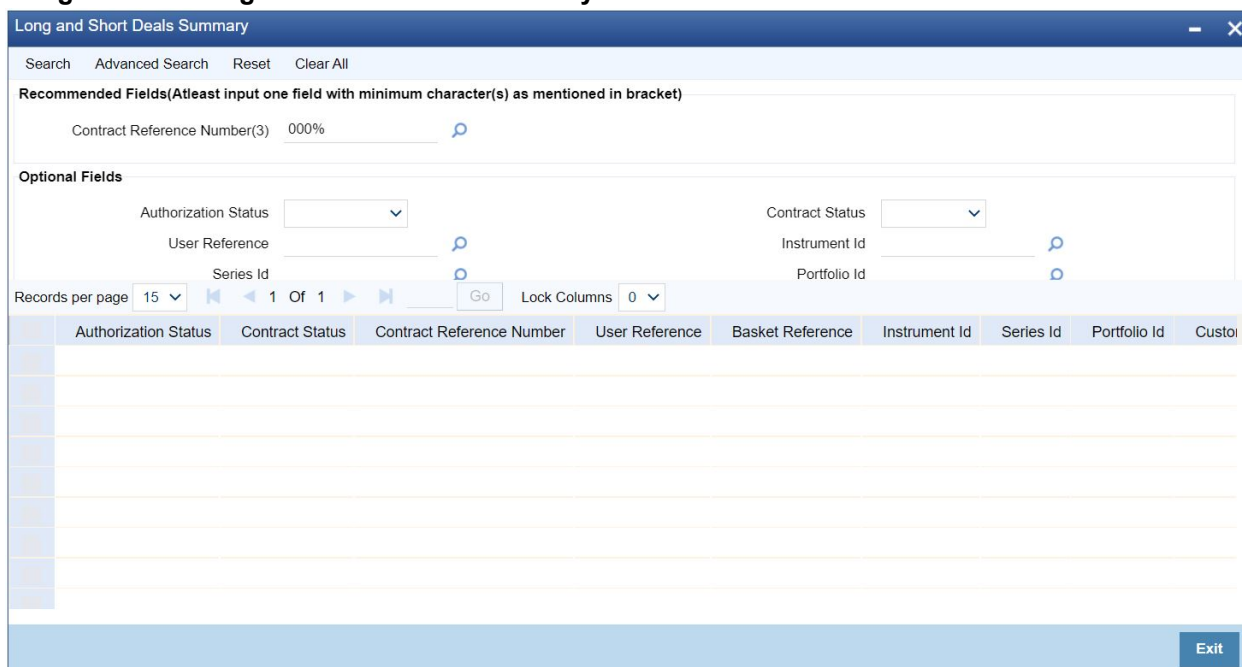 Long and Short Deals Summary
Search Advanced Search Reset Clear All
Recommended Fields(Atleast input one field with minimum character(s) as mentioned in bracket)
Contract Reference Number(3) 000%
Optional Fields
Authorization Status Contract Status
User Reference Instrument Id
Series Id Portfolio Id
Records per page 15 1 Of 1 Go Lock Columns 0
Authorization Status Contract Status Contract Reference Number User Reference Basket Reference Instrument Id Series Id Portfolio Id
Exit